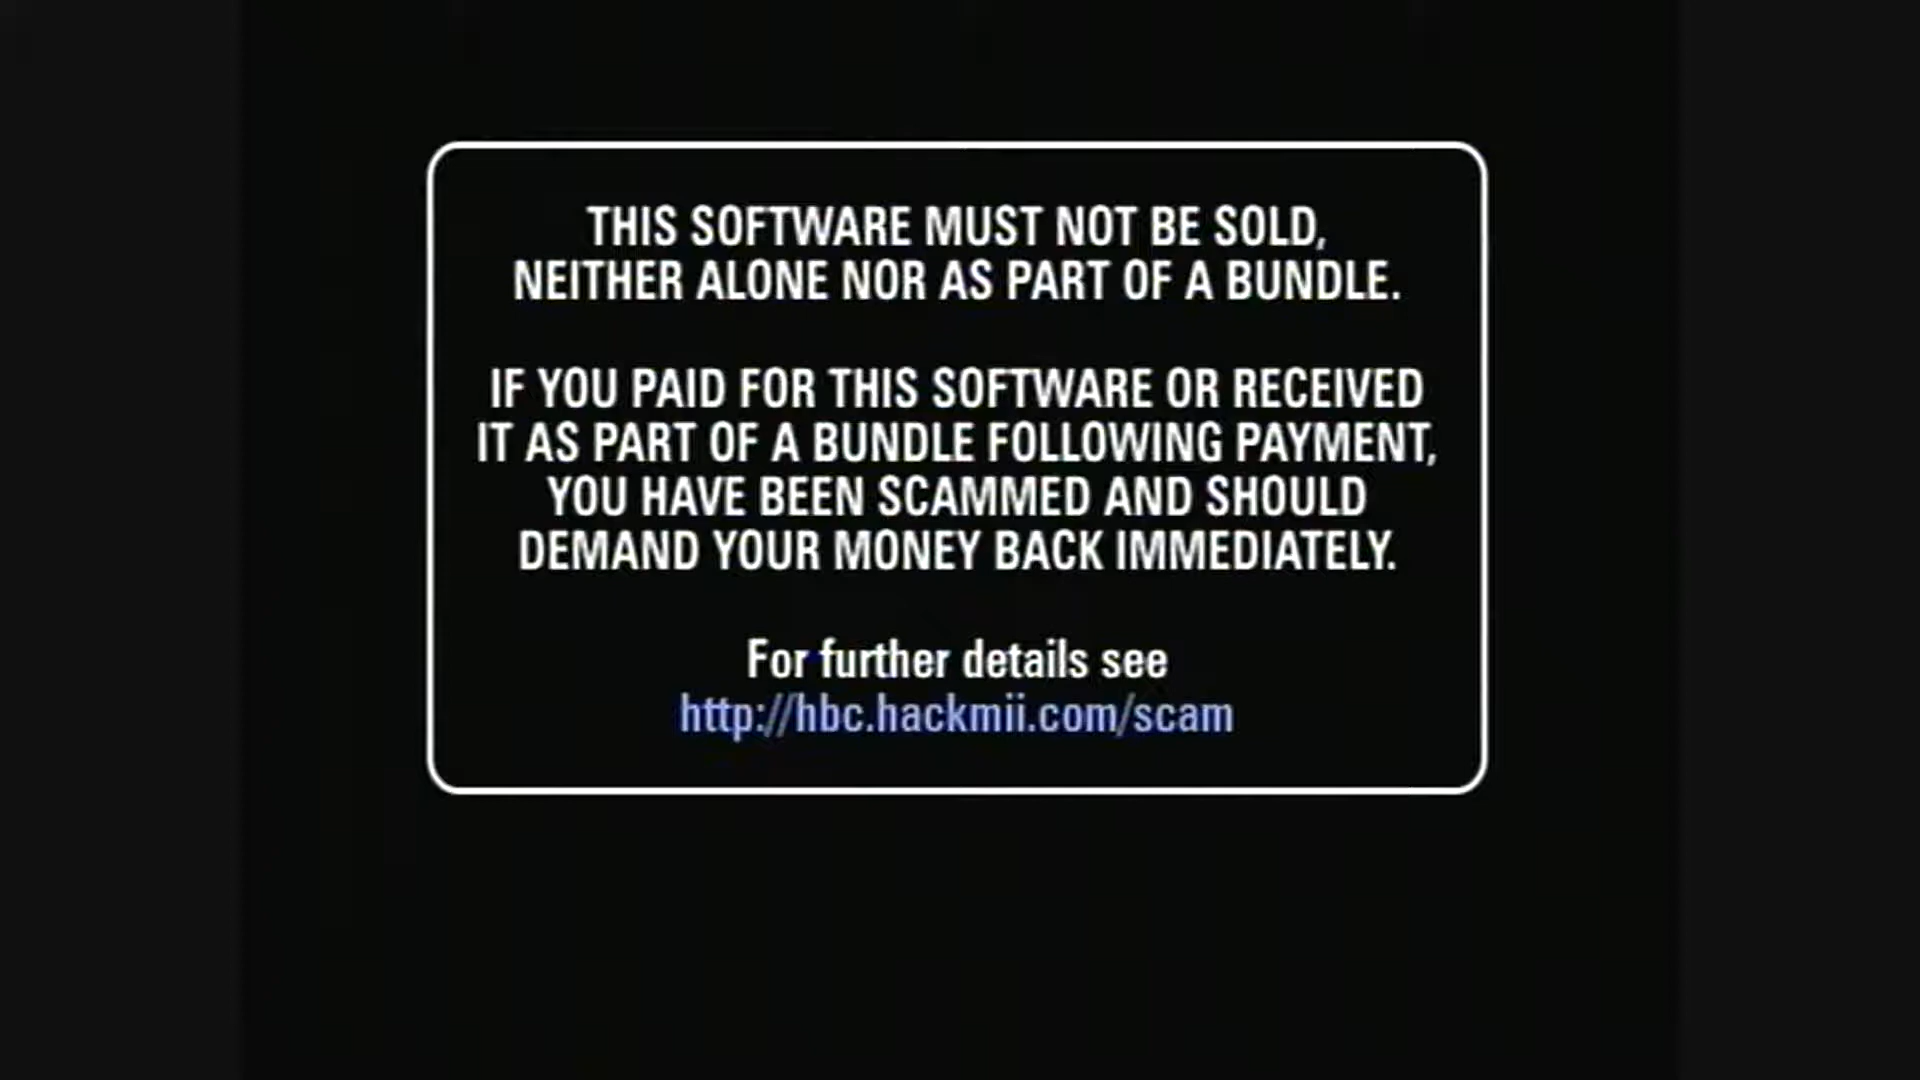 THIS SOFTWARE MUST NOT BE SOLD,
NEITHER ALONE NOR AS PART OF A BUNDLE.
IF YOU PAID FOR THIS SOFTWARE OR RECEIVED
IT AS PART OF A BUNDLE FOLLOWING PAYMENT,
YOU HAVE BEEN SCAMMED AND SHOULD
DEMAND YOUR MONEY BACK IMMEDIATELY.
For further details see
http://hbc.hackmii.com/scam